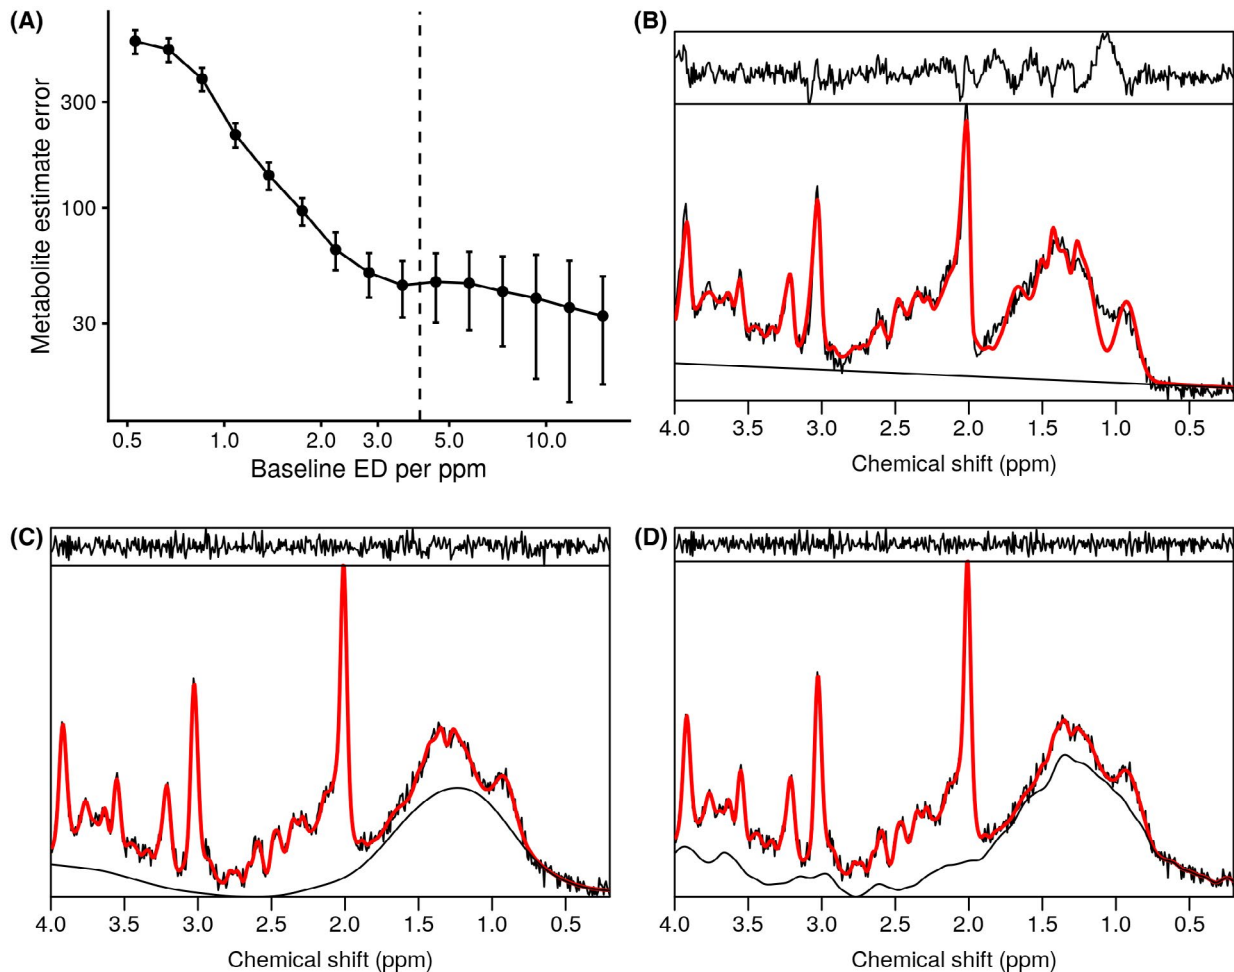 (A)
Metabolite estimate error
300
100
30
0.5 1.0 2.0 3.0 5.0 10.0
Baseline ED per ppm
(B)
4.0 3.5 3.0 2.5 2.0 1.5 1.0 0.5
Chemical shift (ppm)
(C)
4.0 3.5 3.0 2.5 2.0 1.5 1.0 0.5
Chemical shift (ppm)
(D)
4.0 3.5 3.0 2.5 2.0 1.5 1.0 0.5
Chemical shift (ppm)